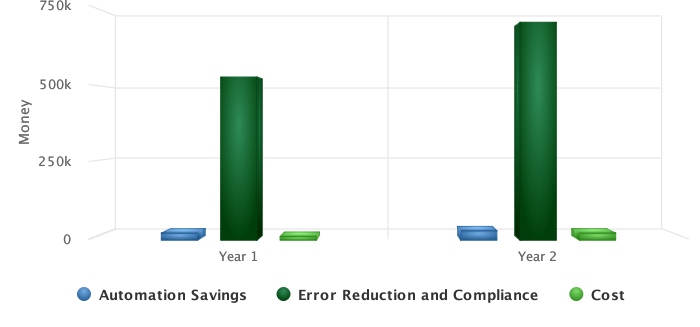 750k
500k
250k
0
Money
Year 1
Year 2
Automation Savings
Error Reduction and Compliance
Cost